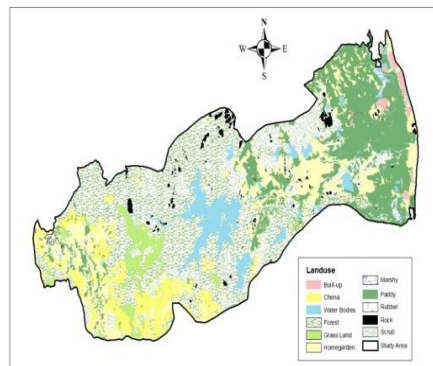 N
W E
S
Landuse
Built-up
Chena
Water Bodies
Forest
Grass Land
Homegarden
Marshy
Paddy
Rubber
Rock
Scrub
Study Area